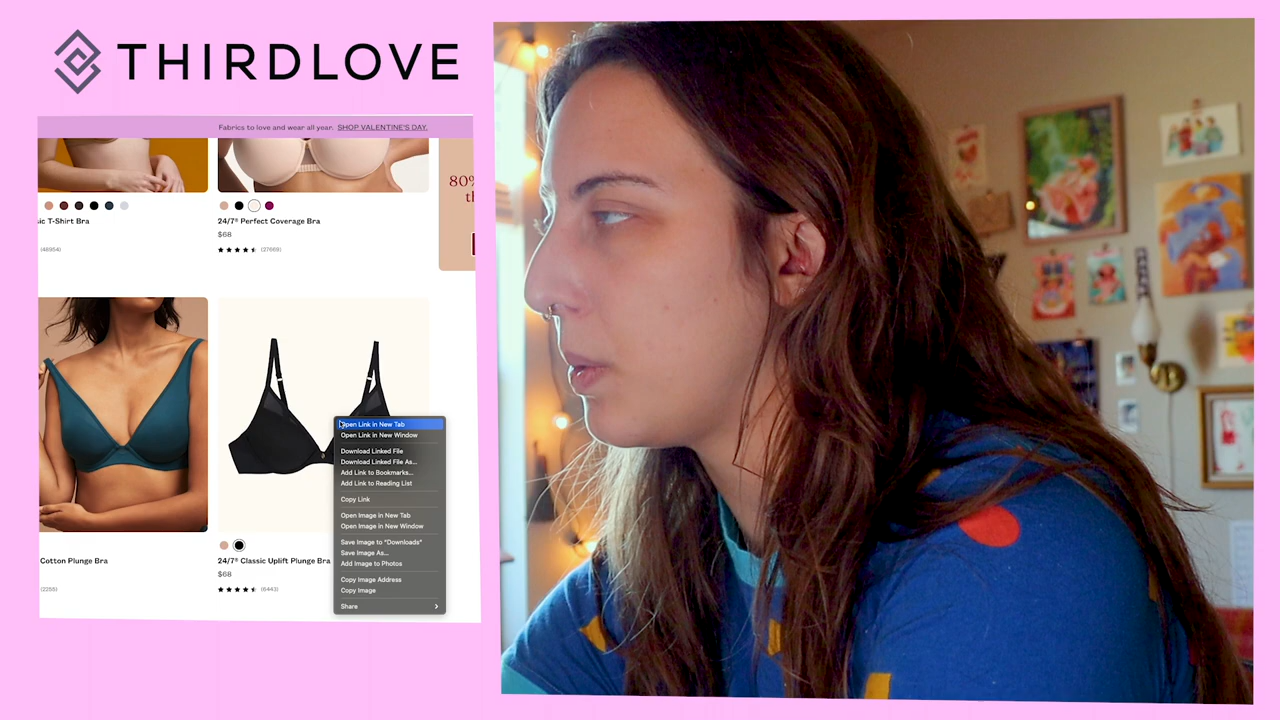 THIRDLOVE
Fabrics to love and wear all year. SHOP VALENTINE'S DAY.
80%
ic T-Shirt Bra
(48954)
24/7® Perfect Coverage Bra
$68
(27669)
Cotton Plunge Bra
(2255)
24/7® Classic Uplift Plunge Bra
$68
(6443)
Open Link in New Tab
Open Link in New Window
Download Linked File
Download Linked File As...
Add Link to Bookmarks...
Add Link to Reading List
Copy Link
Open Image in New Tab
Open Image in New Window
Save Image to "Downloads"
Save Image As...
Add Image to Photos
Copy Image Address
Copy Image
Share